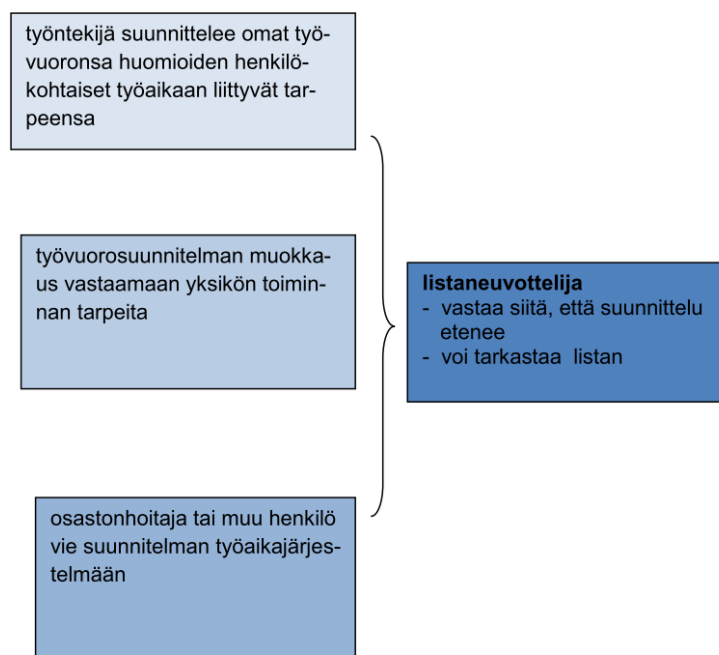 työntekijä suunnittelee omat työ-
vuoronsa huomioiden henkilö-
kohtaiset työaikaan liittyvät tar-
peensa
työvuorosuunnitelman muokka-
us vastaamaan yksikön toimin-
nan tarpeita
listaneuvottelija
- vastaa siitä, että suunnittelu
etenee
- voi tarkastaa listan
osastonhoitaja tai muu henkilö
vie suunnitelman työaikajärjes-
telmään